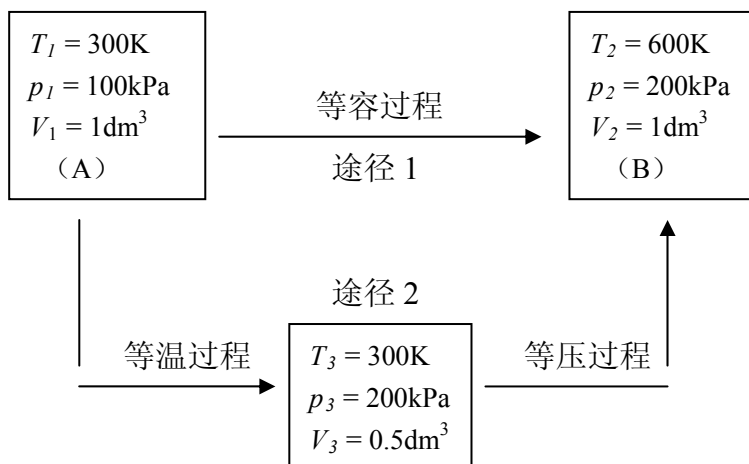 T₁ = 300K
p₁ = 100kPa
V₁ = 1dm³
（A）
等容过程
途径 1
T₂ = 600K
p₂ = 200kPa
V₂ = 1dm³
（B）
途径 2
等温过程
T₃ = 300K
p₃ = 200kPa
V₃ = 0.5dm³
等压过程